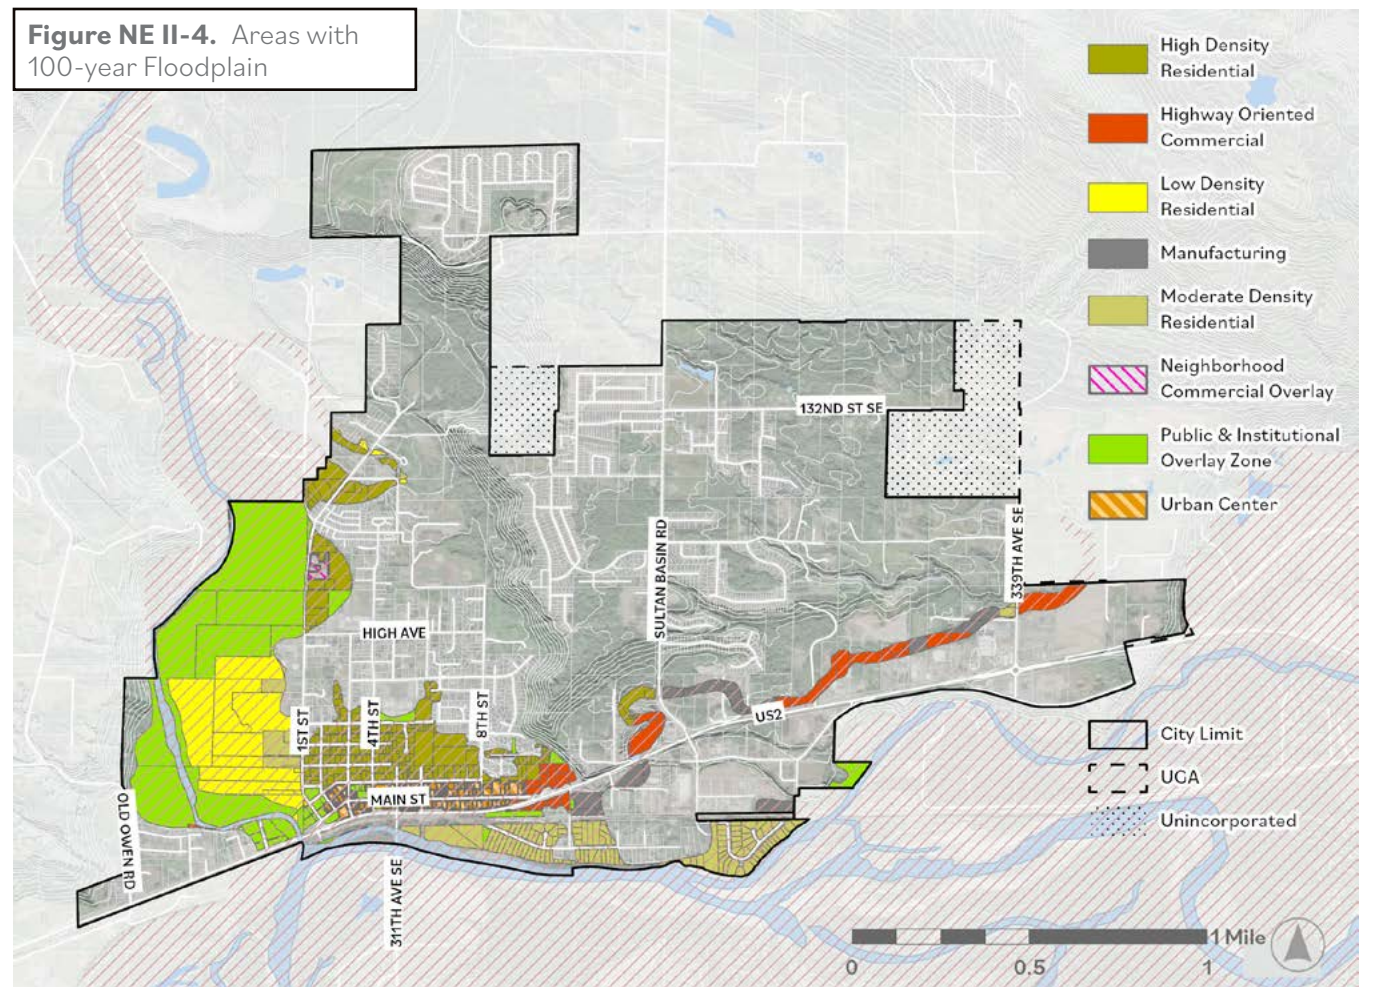 Figure NE II-4. Areas with
100-year Floodplain
High Density
Residential
Highway Oriented
Commercial
Low Density
Residential
Manufacturing
Moderate Density
Residential
Neighborhood
Commercial Overlay
Public & Institutional
Overlay Zone
Urban Center
132ND ST SE
SULTAN BASIN RD
339TH AVE SE
HIGH AVE
1ST ST
4TH ST
8TH ST
US2
MAIN ST
OLD OWEN RD
311TH AVE SE
City Limit
UGA
Unincorporated
1 Mile
0
0.5
1